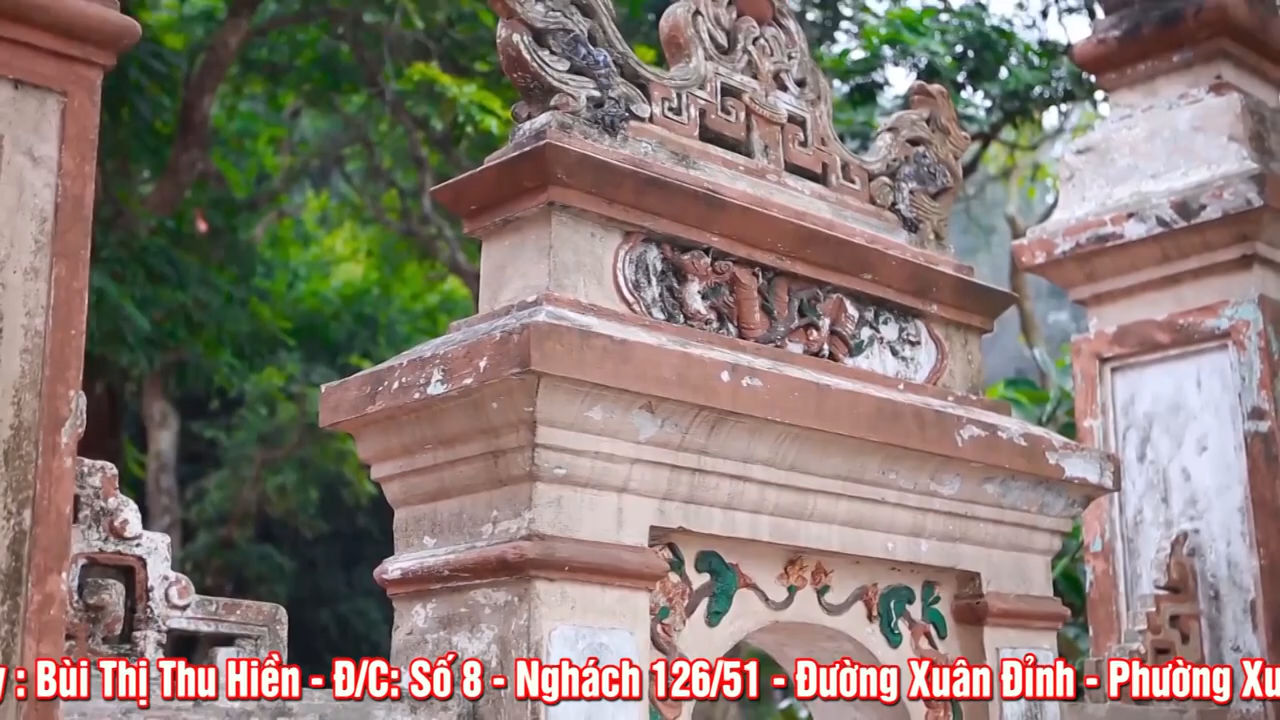 : Bùi Thị Thu Hiền - Đ/C: Số 8 - Nghách 126/51 - Đường Xuân Đỉnh - Phường